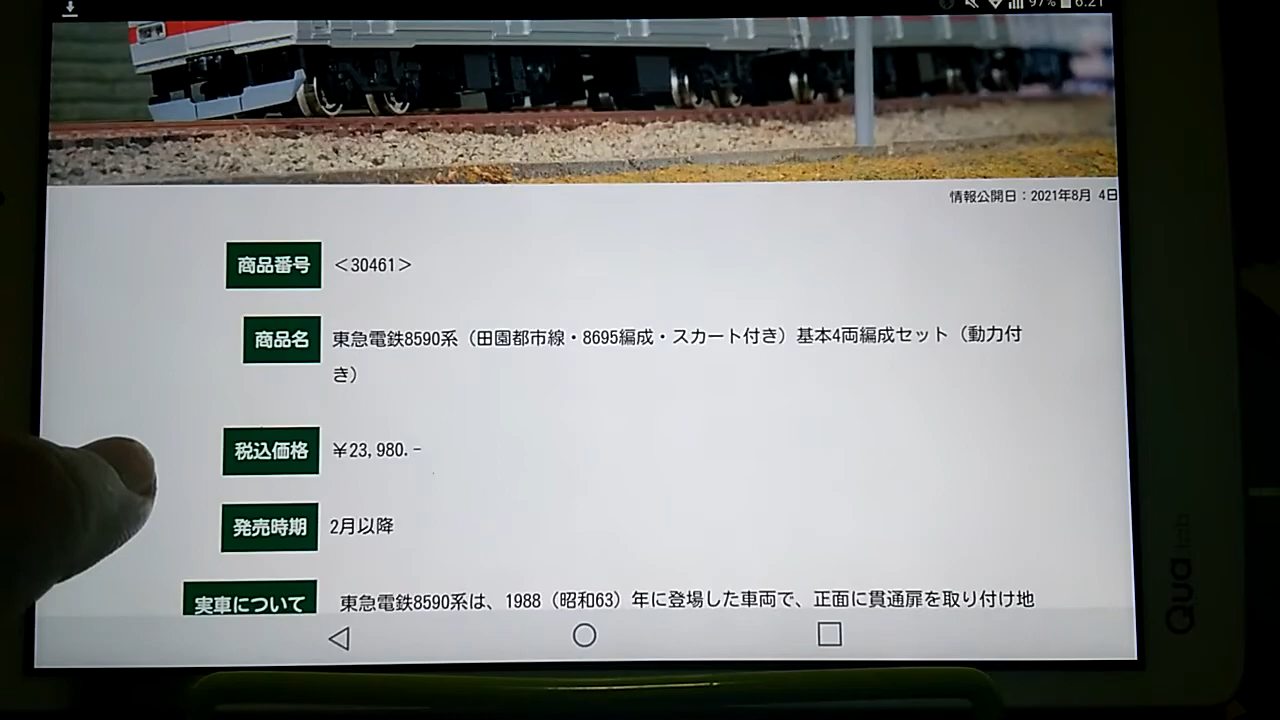 97% 6:21
情報公開日：2021年8月 4日
商品番号 ＜30461＞
商品名 東急電鉄8590系（田園都市線・8695編成・スカート付き）基本4両編成セット（動力付
き）
税込価格 ￥23,980.-
発売時期 2月以降
実車について 東急電鉄8590系は、1988（昭和63）年に登場した車両で、正面に貫通扉を取り付け地
Qua tab